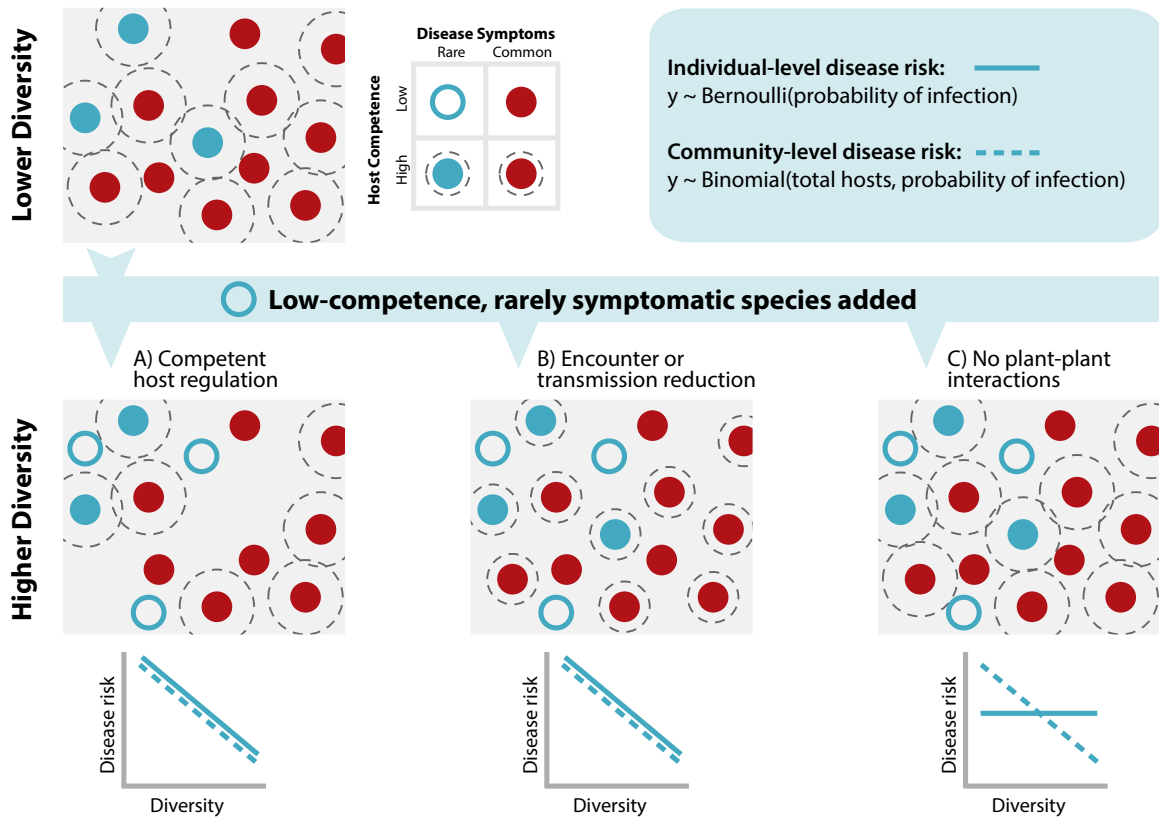 Lower Diversity
Disease Symptoms
Rare
Common
Host Competence
Low
High
Individual-level disease risk:
y ~ Bernoulli(probability of infection)
Community-level disease risk:
y ~ Binomial(total hosts, probability of infection)
Low-competence, rarely symptomatic species added
A) Competent
host regulation
B) Encounter or
transmission reduction
C) No plant-plant
interactions
Higher Diversity
Disease risk
Diversity
Disease risk
Diversity
Disease risk
Diversity